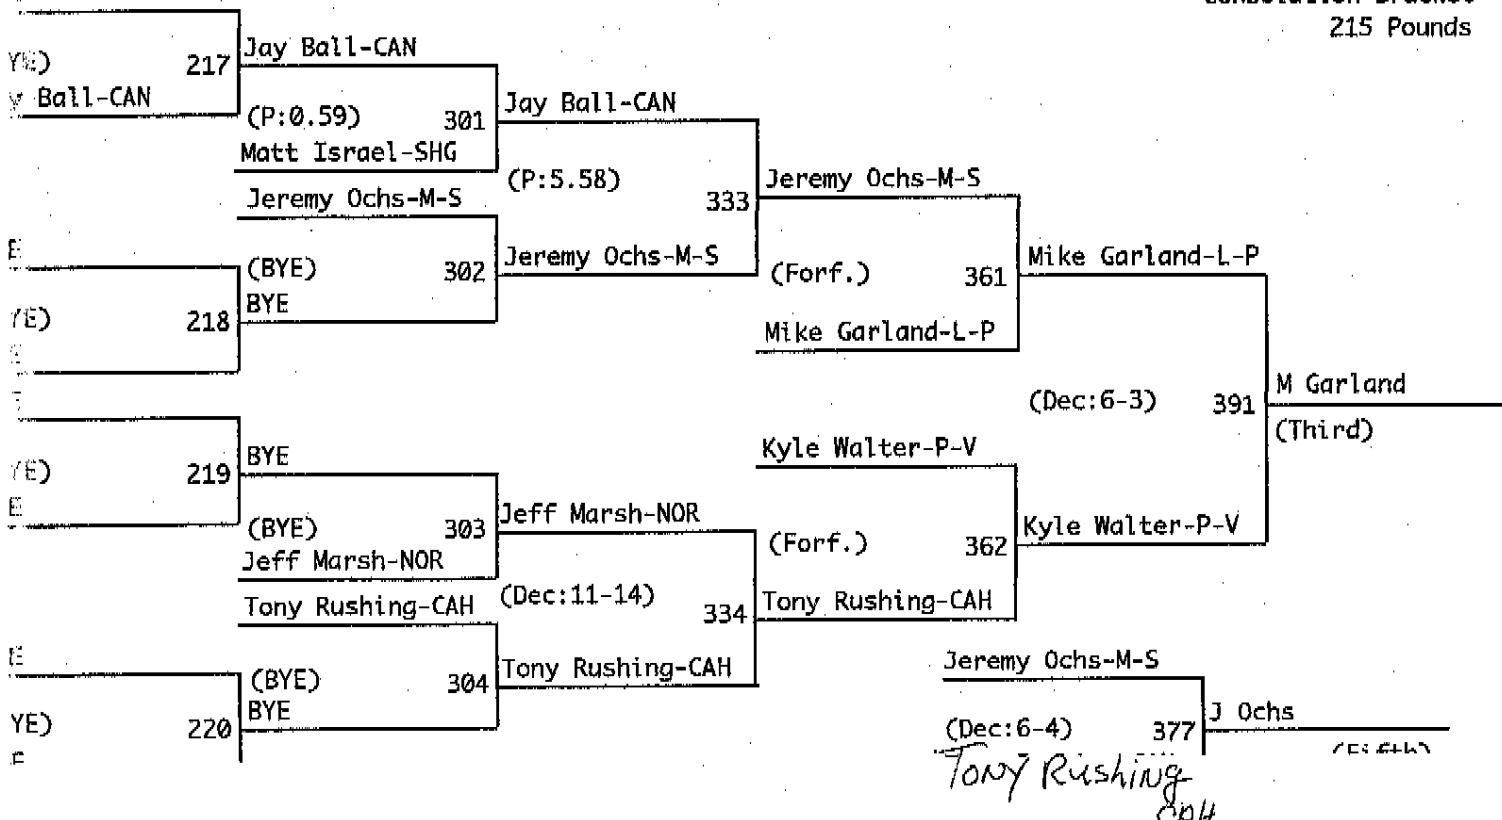 215 Pounds
Jay Ball-CAN
217
Ball-CAN
(P:0.59)
301
Jay Ball-CAN
Matt Israel-SHG
(P:5.58)
Jeremy Ochs-M-S
333
Jeremy Ochs-M-S
(BYE)
302
Jeremy Ochs-M-S
(Forf.)
361
Mike Garland-L-P
BYE
218
Mike Garland-L-P
(Dec:6-3)
391
M Garland
(Third)
BYE
219
Kyle Walter-P-V
(BYE)
303
Jeff Marsh-NOR
(Forf.)
362
Kyle Walter-P-V
Jeff Marsh-NOR
Tony Rushing-CAH
(Dec:11-14)
334
Tony Rushing-CAH
(BYE)
304
Tony Rushing-CAH
Jeremy Ochs-M-S
BYE
220
YE)
(Dec:6-4)
377
J Ochs
Tony Rushing
CAH